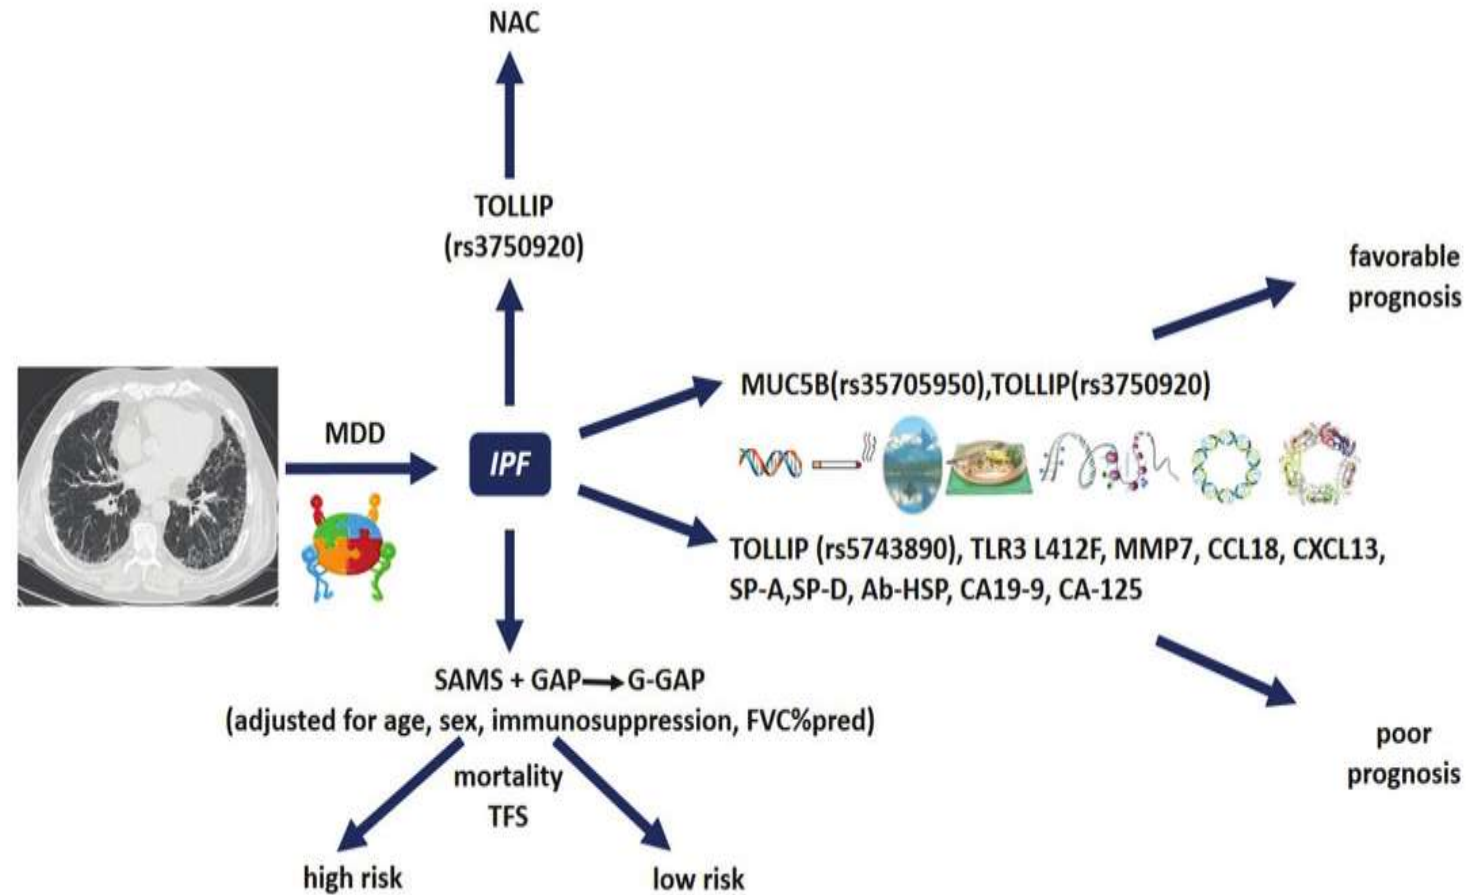 NAC
TOLLIP
(rs3750920)
favorable
prognosis
MUC5B(rs35705950),TOLLIP(rs3750920)
MDD
IPF
TOLLIP (rs5743890), TLR3 L412F, MMP7, CCL18, CXCL13,
SP-A,SP-D, Ab-HSP, CA19-9, CA-125
SAMS + GAP→G-GAP
(adjusted for age, sex, immunosuppression, FVC%pred)
poor
prognosis
mortality
TFS
high risk
low risk